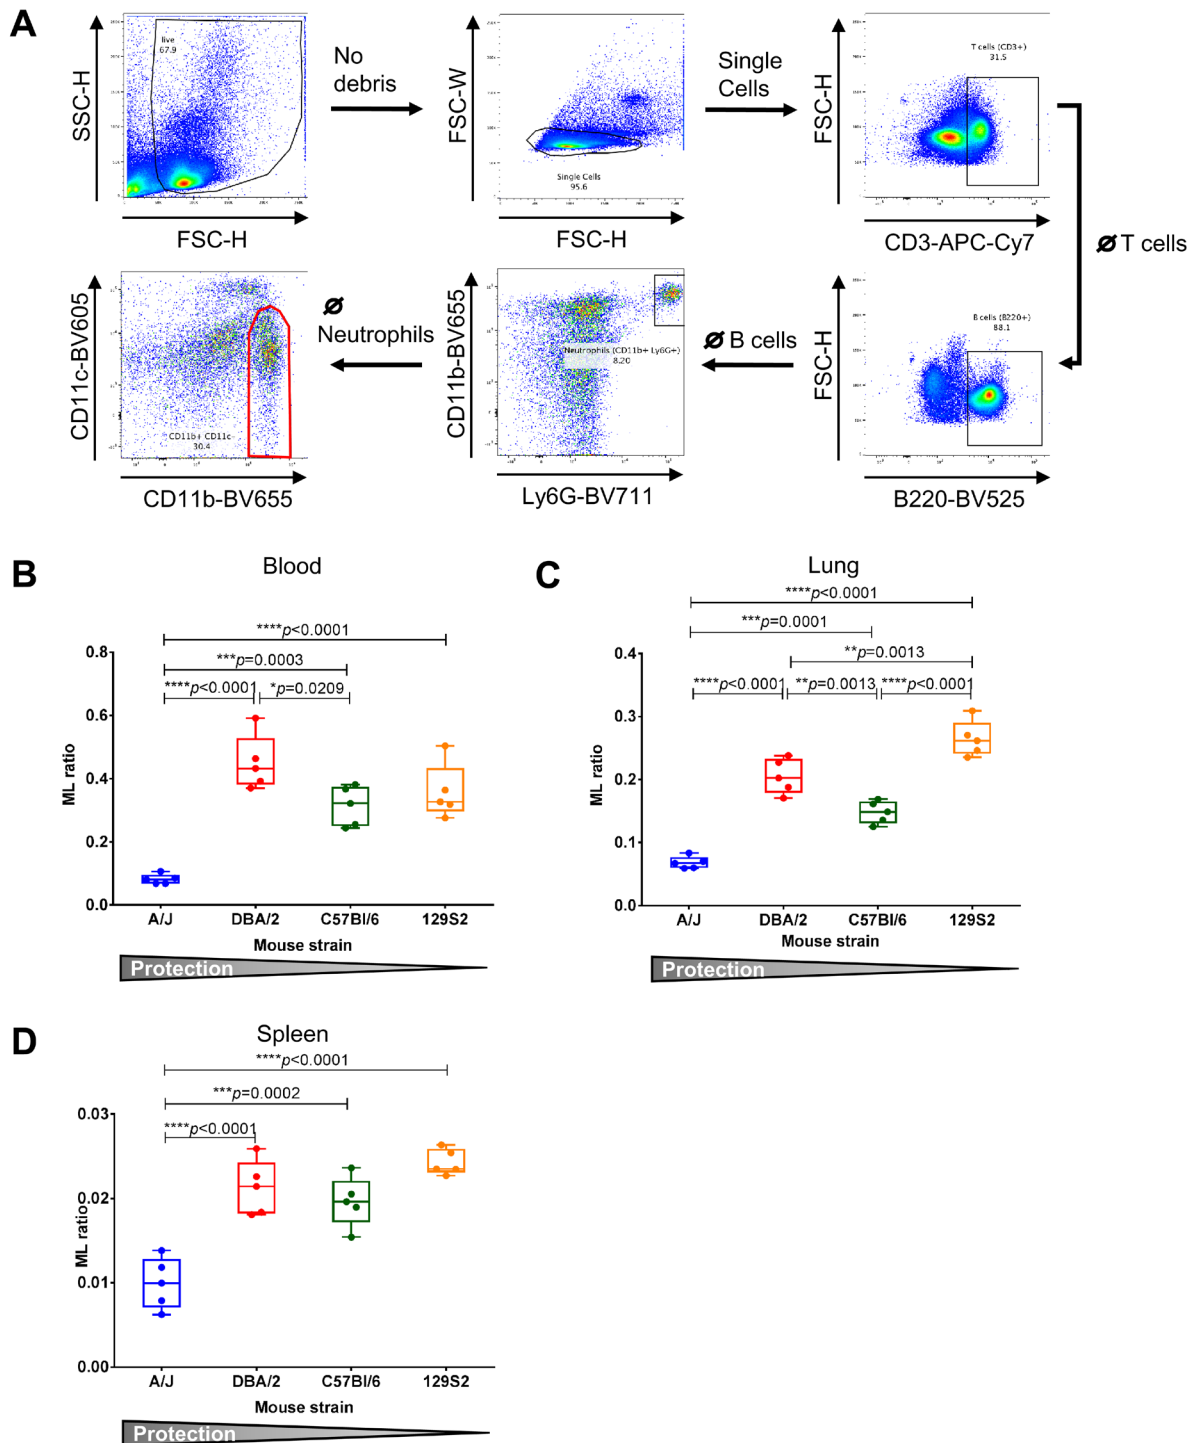 A
SSC-H
live
67.9
FSC-H
No
debris
FSC-W
Single Cells
95.6
FSC-H
Single
Cells
FSC-H
T cells (CD3+)
31.5
CD3-APC-Cy7
Ø T cells
CD11c-BV605
CD11b+ CD11c-
30.4
CD11b-BV655
Ø
Neutrophils
CD11b-BV655
Neutrophils (CD11b+ Ly6G+)
8.20
Ly6G-BV711
Ø B cells
FSC-H
B cells (B220+)
88.1
B220-BV525
B
Blood
****p<0.0001
***p=0.0003
****p<0.0001
*p=0.0209
ML ratio
0.8
0.6
0.4
0.2
0.0
A/J
DBA/2
C57Bl/6
129S2
Mouse strain
Protection
C
Lung
****p<0.0001
***p=0.0001
**p=0.0013
****p<0.0001
**p=0.0013
****p<0.0001
ML ratio
0.4
0.3
0.2
0.1
0.0
A/J
DBA/2
C57Bl/6
129S2
Mouse strain
Protection
D
Spleen
****p<0.0001
***p=0.0002
****p<0.0001
ML ratio
0.03
0.02
0.01
0.00
A/J
DBA/2
C57Bl/6
129S2
Mouse strain
Protection